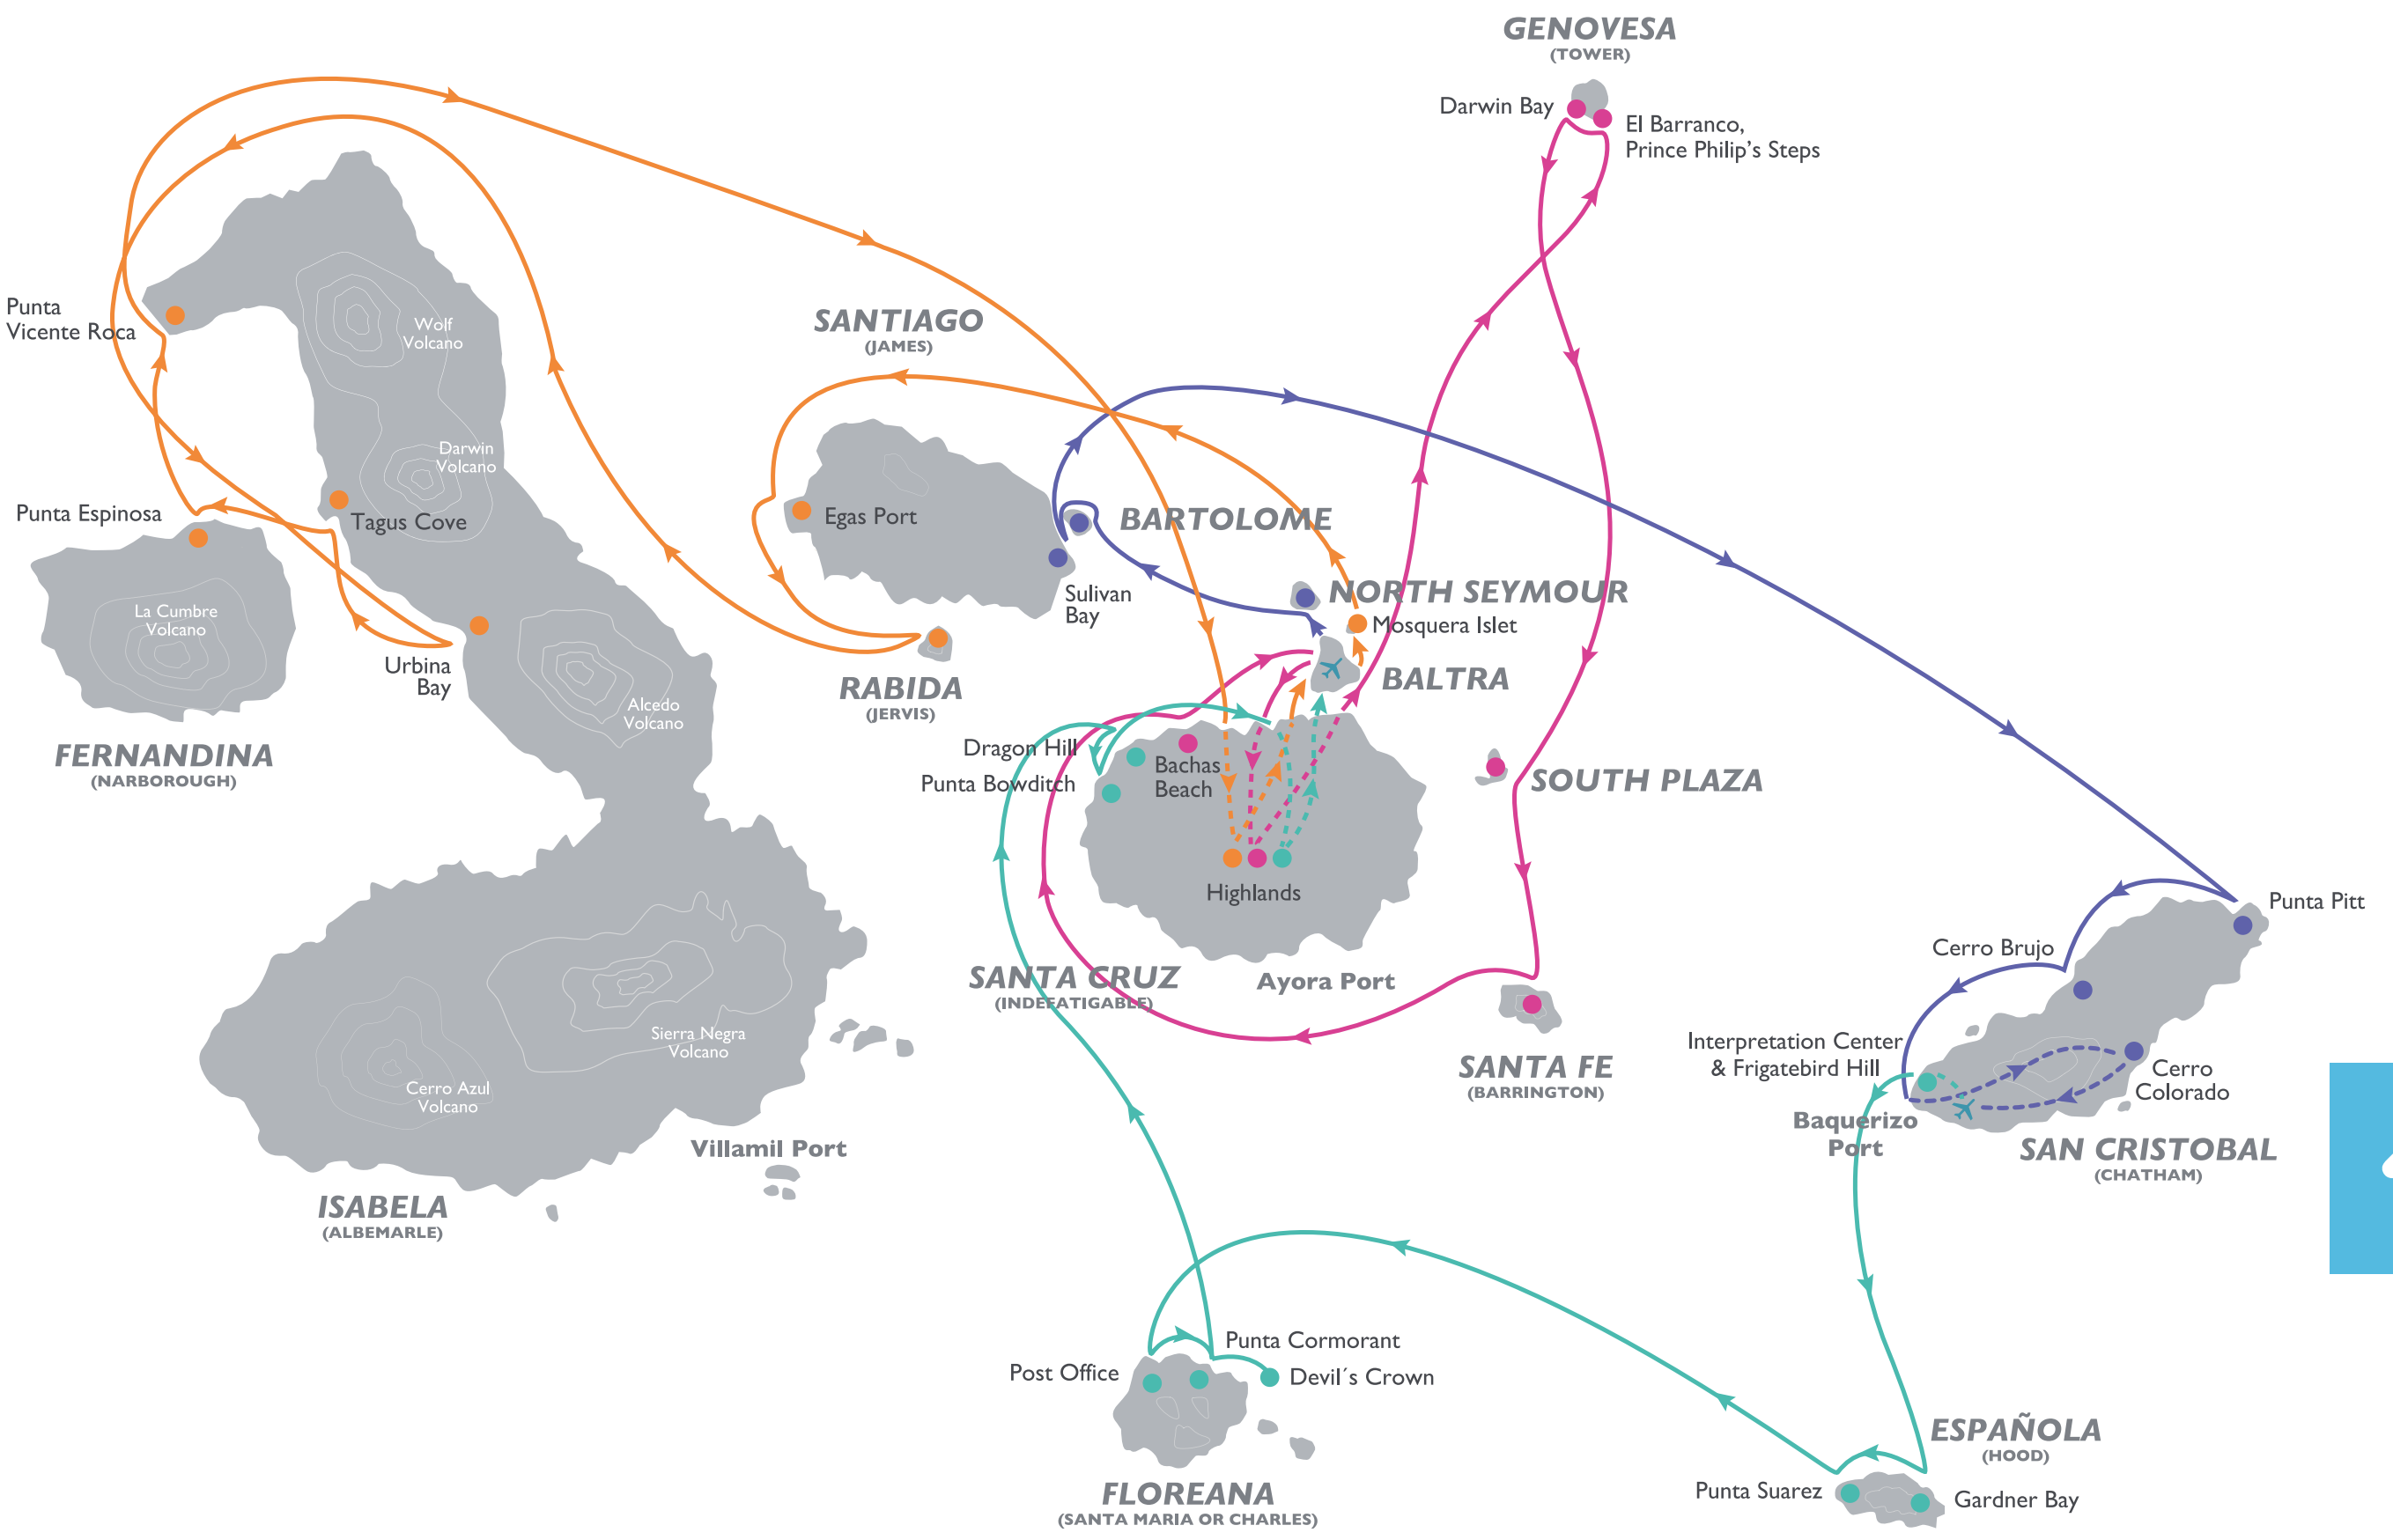 GENOVESA
(TOWER)
Darwin Bay
El Barranco,
Prince Philip's Steps
Punta
Vicente Roca
Wolf
Volcano
SANTIAGO
(JAMES)
Darwin
Volcano
Punta Espinosa
Tagus Cove
Egas Port
BARTOLOME
La Cumbre
Volcano
Sulivan
Bay
NORTH SEYMOUR
Mosquera Islet
Urbina
Bay
RABIDA
(JERVIS)
BALTRA
Alcedo
Volcano
FERNANDINA
(NARBOROUGH)
Dragon Hill
Punta Bowditch
Bachas
Beach
SOUTH PLAZA
Highlands
Punta Pitt
Cerro Brujo
SANTA CRUZ
(INDEFATIGABLE)
Ayora Port
Sierra Negra
Volcano
Interpretation Center
& Frigatebird Hill
SANTA FE
(BARRINGTON)
Cerro
Colorado
Cerro Azul
Volcano
Baquerizo
Port
Villamil Port
SAN CRISTOBAL
(CHATHAM)
ISABELA
(ALBEMARLE)
Punta Cormorant
Post Office
Devil´s Crown
ESPAÑOLA
(HOOD)
Punta Suarez
Gardner Bay
FLOREANA
(SANTA MARIA OR CHARLES)